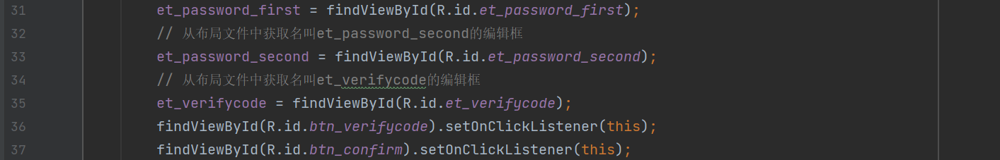 31 et_password_first = findViewById(R.id.et_password_first);
32 // 从布局文件中获取名叫et_password_second的编辑框
33 et_password_second = findViewById(R.id.et_password_second);
34 // 从布局文件中获取名叫et_verifycode的编辑框
35 et_verifycode = findViewById(R.id.et_verifycode);
36 findViewById(R.id.btn_verifycode).setOnClickListener(this);
37 findViewById(R.id.btn_confirm).setOnClickListener(this);